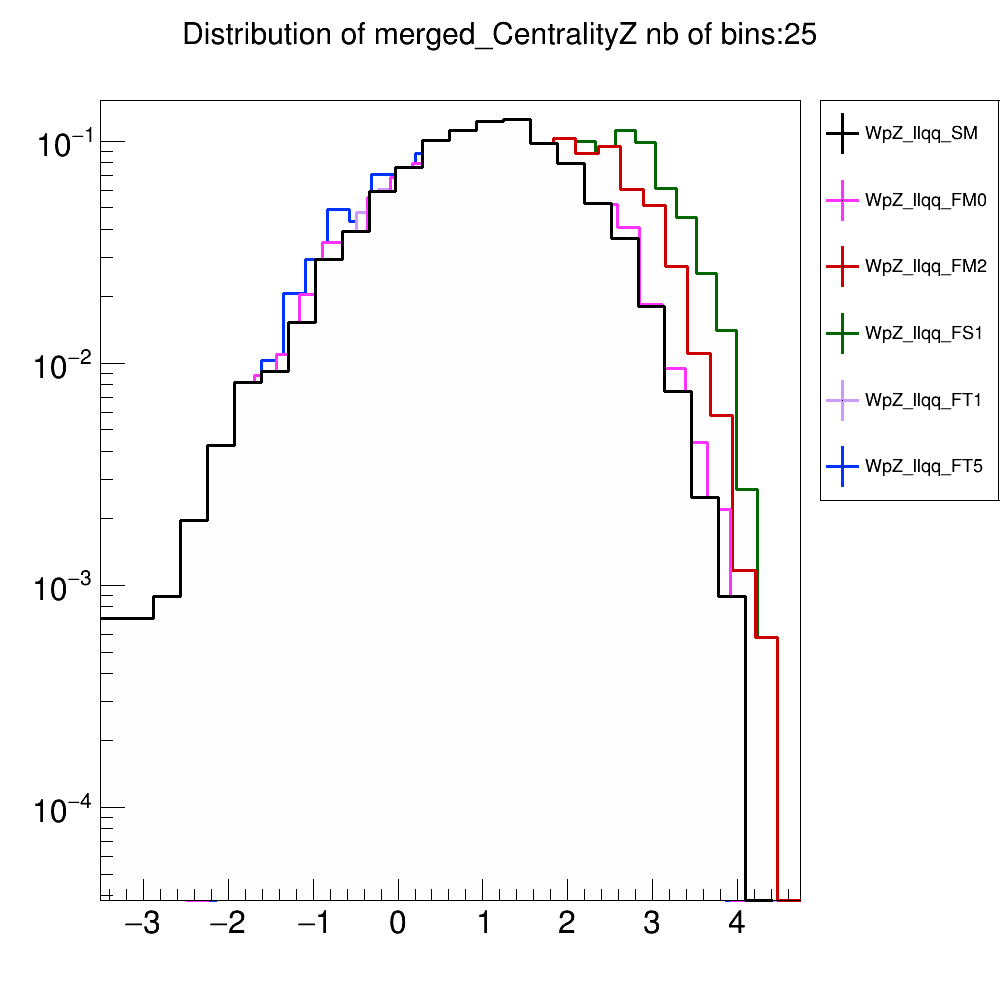 Distribution of merged_CentralityZ nb of bins:25
10−1
10−2
10−3
10−4
−3 −2 −1 0 1 2 3 4
WpZ_llqq_SM
WpZ_llqq_FM0
WpZ_llqq_FM2
WpZ_llqq_FS1
WpZ_llqq_FT1
WpZ_llqq_FT5